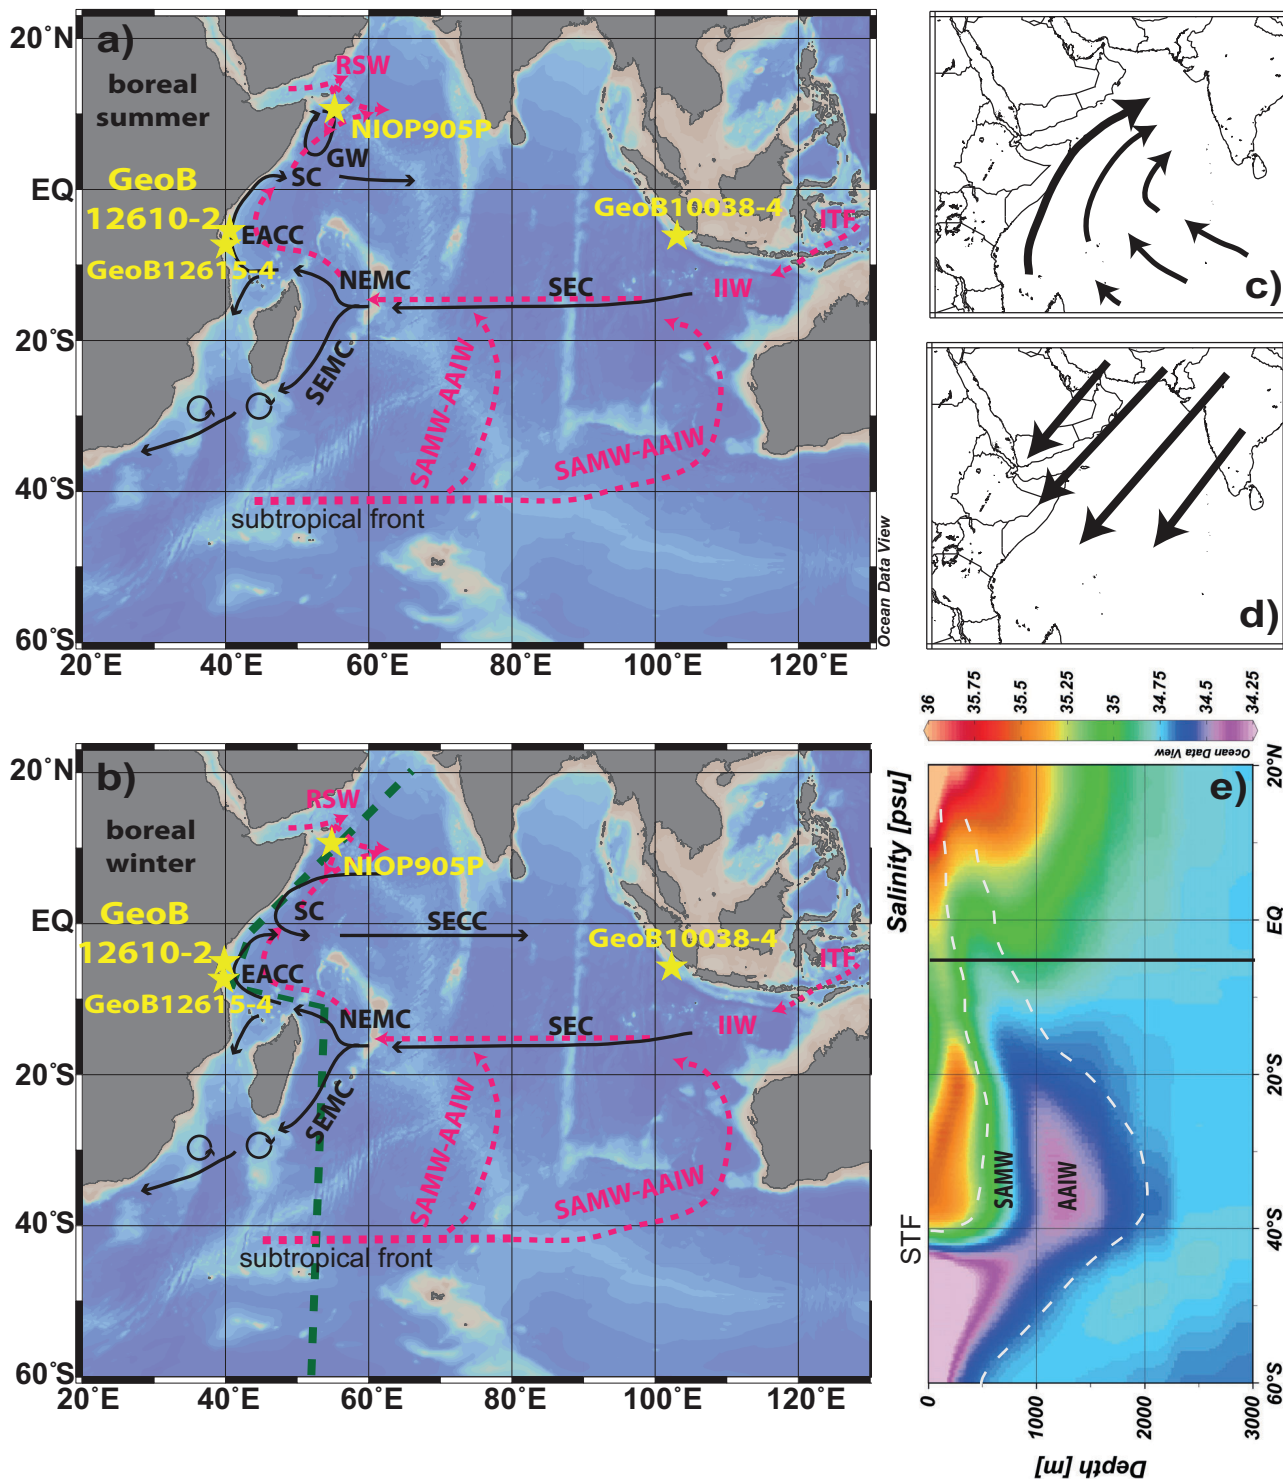 a)
20°N
boreal
summer
RSW
NIOP905P
GW
SC
EQ
GeoB
12610-2
EACC
GeoB12615-4
GeoB10038-4
ITF
NEMC
SEC
IIW
20°S
SEMC
SAMW-AAIW
SAMW-AAIW
40°S
subtropical front
Ocean Data View
60°S
20°E
40°E
60°E
80°E
100°E
120°E
b)
20°N
boreal
winter
RSW
NIOP905P
SC
SECC
EQ
GeoB
12610-2
EACC
GeoB12615-4
GeoB10038-4
ITF
NEMC
SEC
IIW
20°S
SEMC
SAMW-AAIW
SAMW-AAIW
40°S
subtropical front
60°S
20°E
40°E
60°E
80°E
100°E
120°E
c)
d)
36
35.75
35.5
35.25
35
34.75
34.5
34.25
Ocean Data View
Salinity [psu]
e)
20°N
EQ
20°S
40°S
60°S
SAMW
AAIW
STF
0
1000
2000
3000
Depth [m]